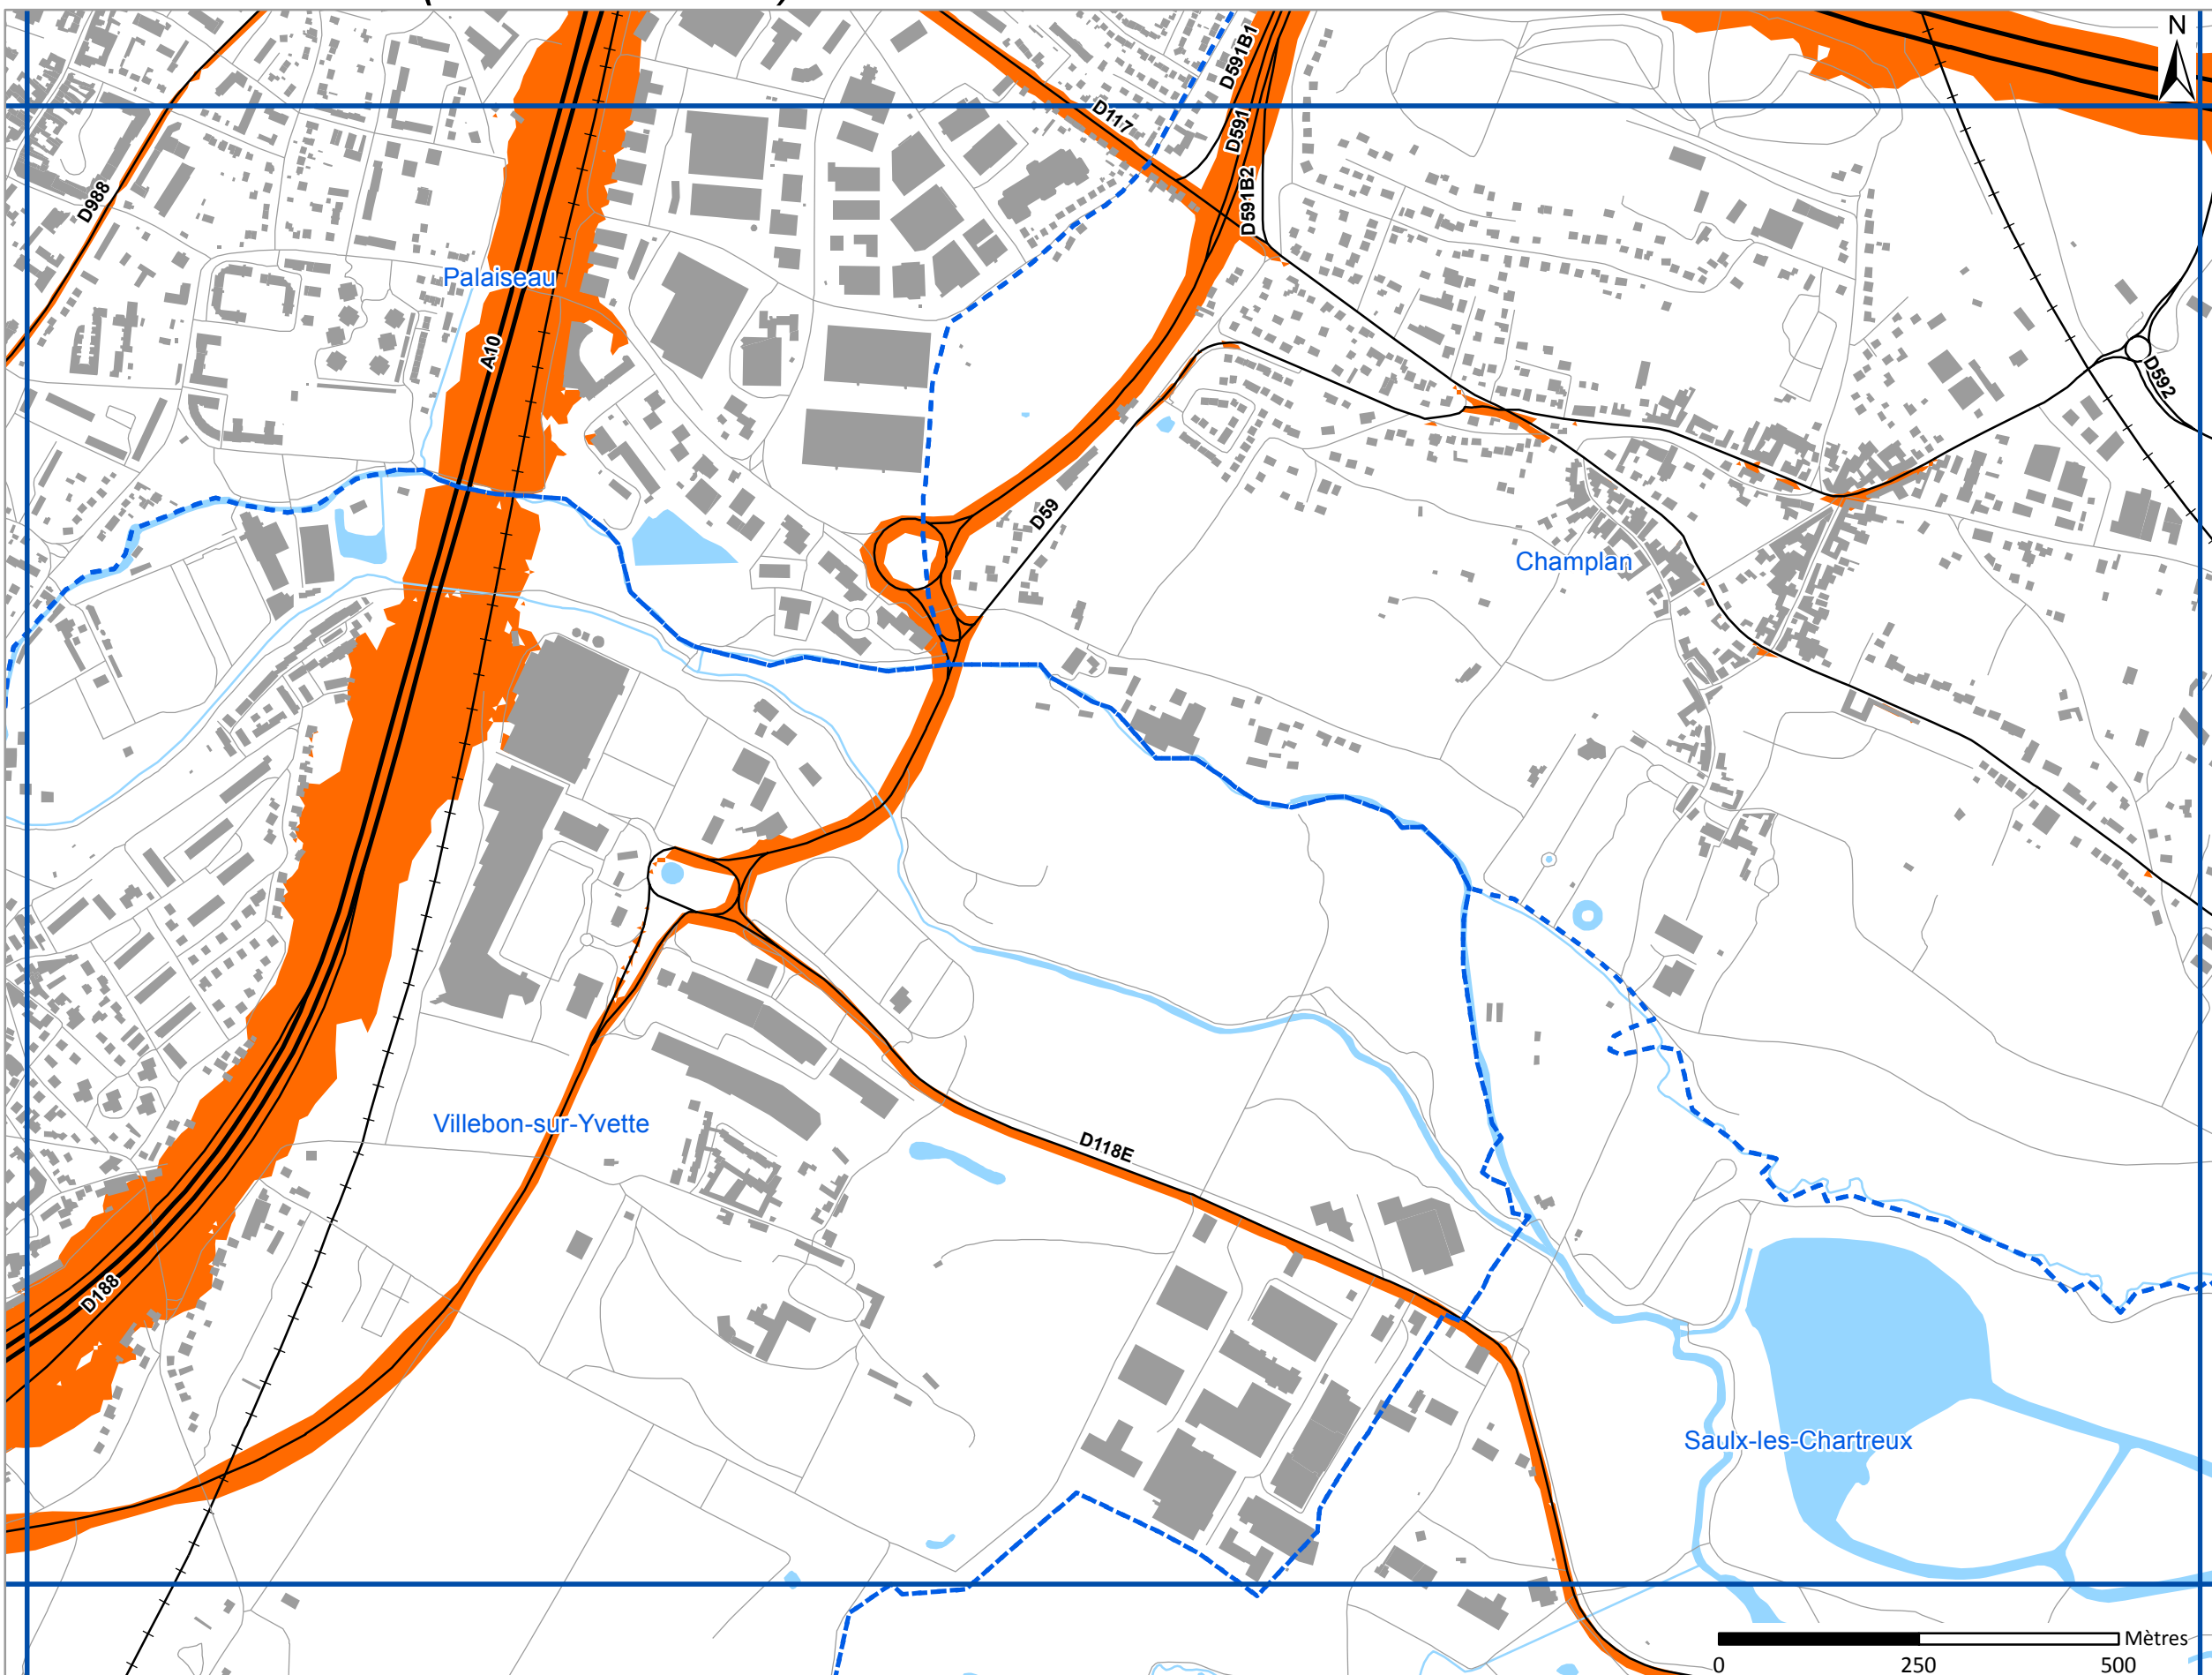 N
D591B1
D117
D591
D988
D591B2
Palaiseau
A10
D592
D59
Champlan
Villebon-sur-Yvette
D118E
D188
Saulx-les-Chartreux
Mètres
0 250 500